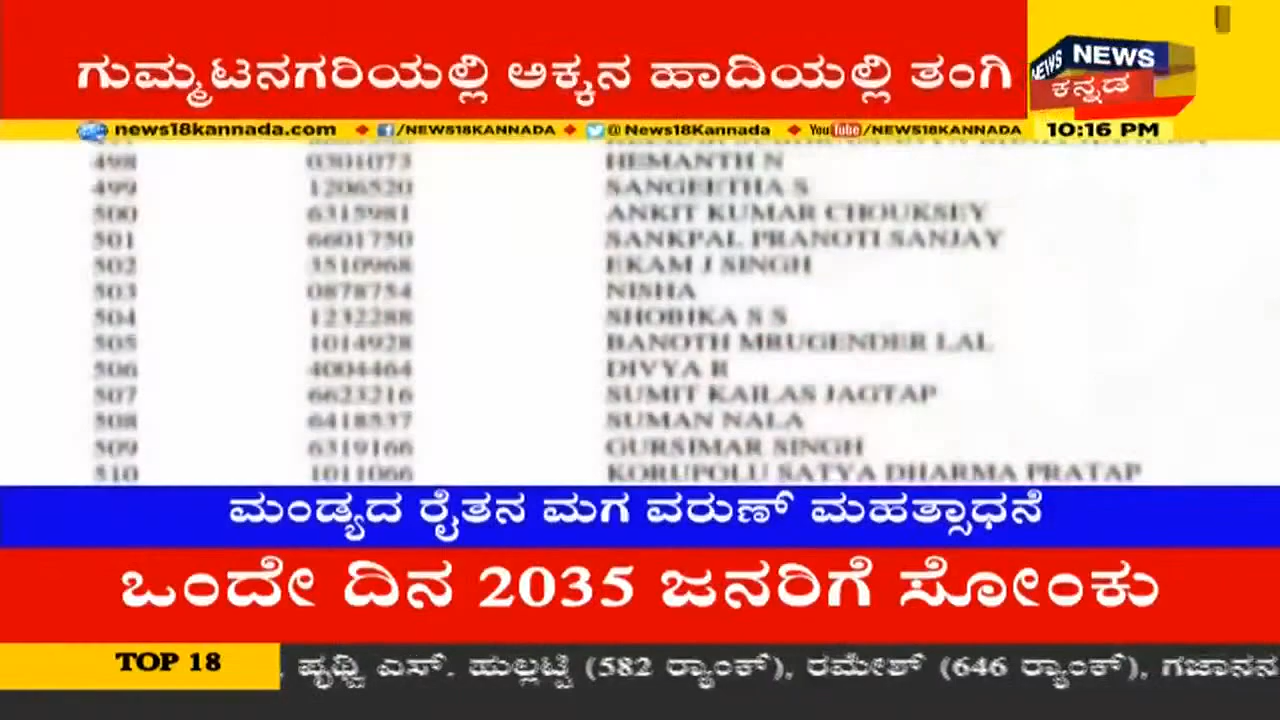 ಗುಮ್ಮಟನಗರಿಯಲ್ಲಿ ಅಕ್ಕನ ಹಾದಿಯಲ್ಲಿ ತಂಗಿ
NEWS NEWS
ಕನ್ನಡ
news18kannada.com /NEWS18KANNADA @News18Kannada YouTube/NEWS18KANNADA 10:16 PM
498 0301073 HEMANTH N
499 1206520 SANGEETHA S
500 6315981 ANKIT KUMAR CHOUKSEY
501 6601750 SANKPAL PRANOTI SANJAY
502 3510968 EKAM J SINGH
503 0878754 NISHA
504 1232288 SHOBIKA S S
505 1014928 BANOTH MRUGENDER LAL
506 4004464 DIVYA R
507 6623216 SUMIT KAILAS JAGTAP
508 6418537 SUMAN NALA
509 6319166 GURSIMAR SINGH
510 1011066 KORUPOLU SATYA DHARMA PRATAP
ಮಂಡ್ಯದ ರೈತನ ಮಗ ವರುಣ್ ಮಹತ್ಸಾಧನೆ
ಒಂದೇ ದಿನ 2035 ಜನರಿಗೆ ಸೋಂಕು
TOP 18 , ಪೃಥ್ವಿ ಎಸ್. ಹುಲ್ಲಟ್ಟಿ (582 ರ‍್ಯಾಂಕ್), ರಮೇಶ್ (646 ರ‍್ಯಾಂಕ್), ಗಜಾನನ